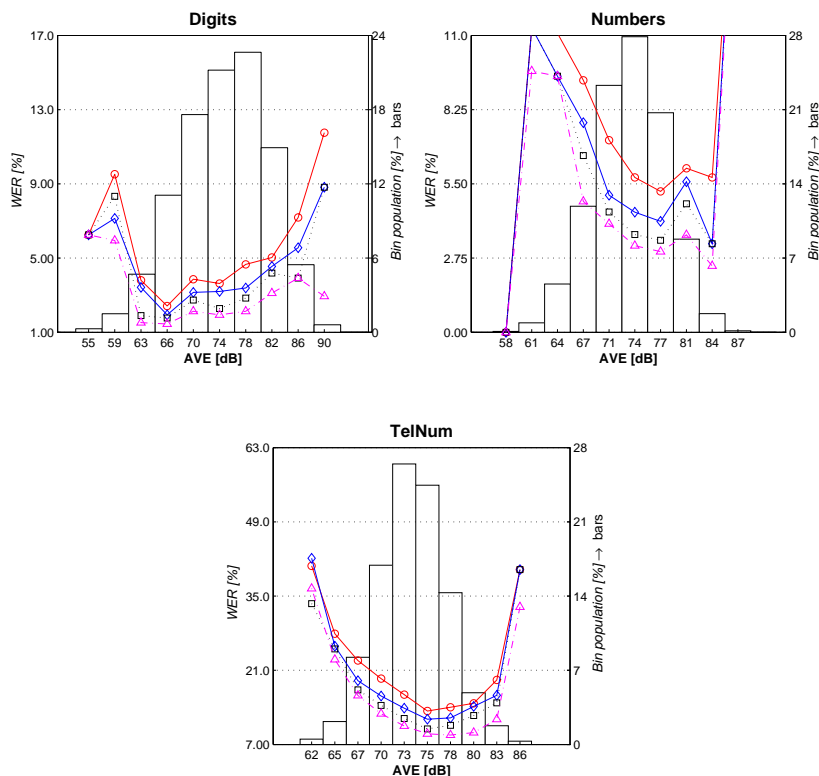 Digits
17.0
13.0
9.00
5.00
1.00
WER [%]
24
18
12
6
0
Bin population [%] → bars
55 59 63 66 70 74 78 82 86 90
AVE [dB]
Numbers
11.0
8.25
5.50
2.75
0.00
WER [%]
28
21
14
7
0
Bin population [%] → bars
58 61 64 67 71 74 77 81 84 87
AVE [dB]
TelNum
63.0
49.0
35.0
21.0
7.00
WER [%]
28
21
14
7
0
Bin population [%] → bars
62 65 67 70 73 75 78 80 83 86
AVE [dB]